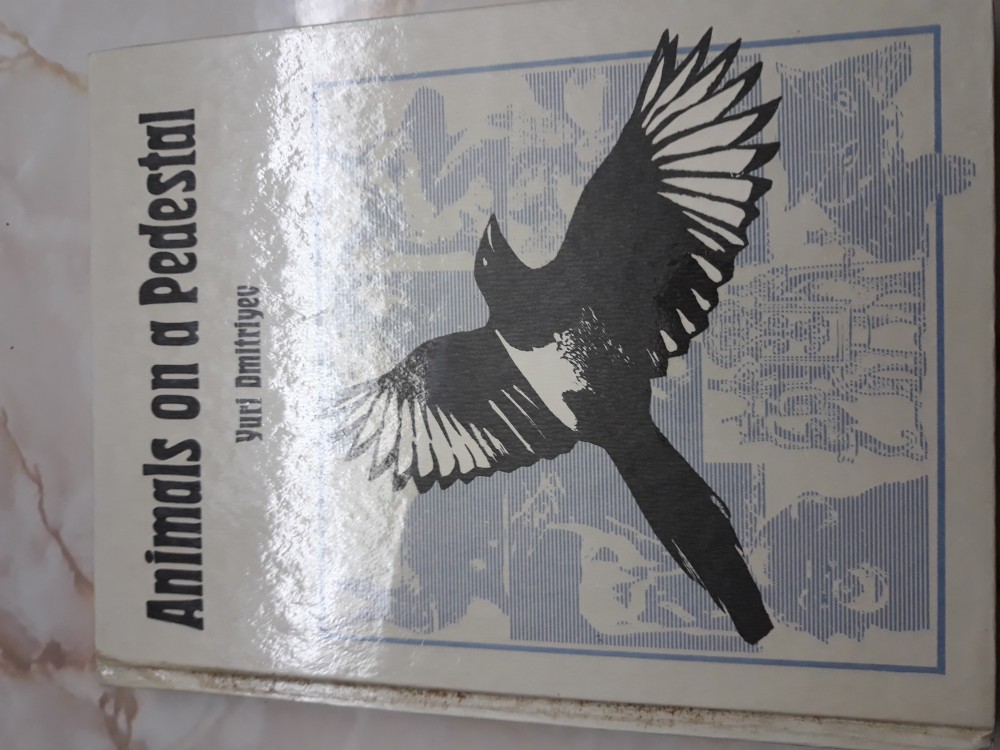 Animals on a Pedestal
Yuri Dmitriyev